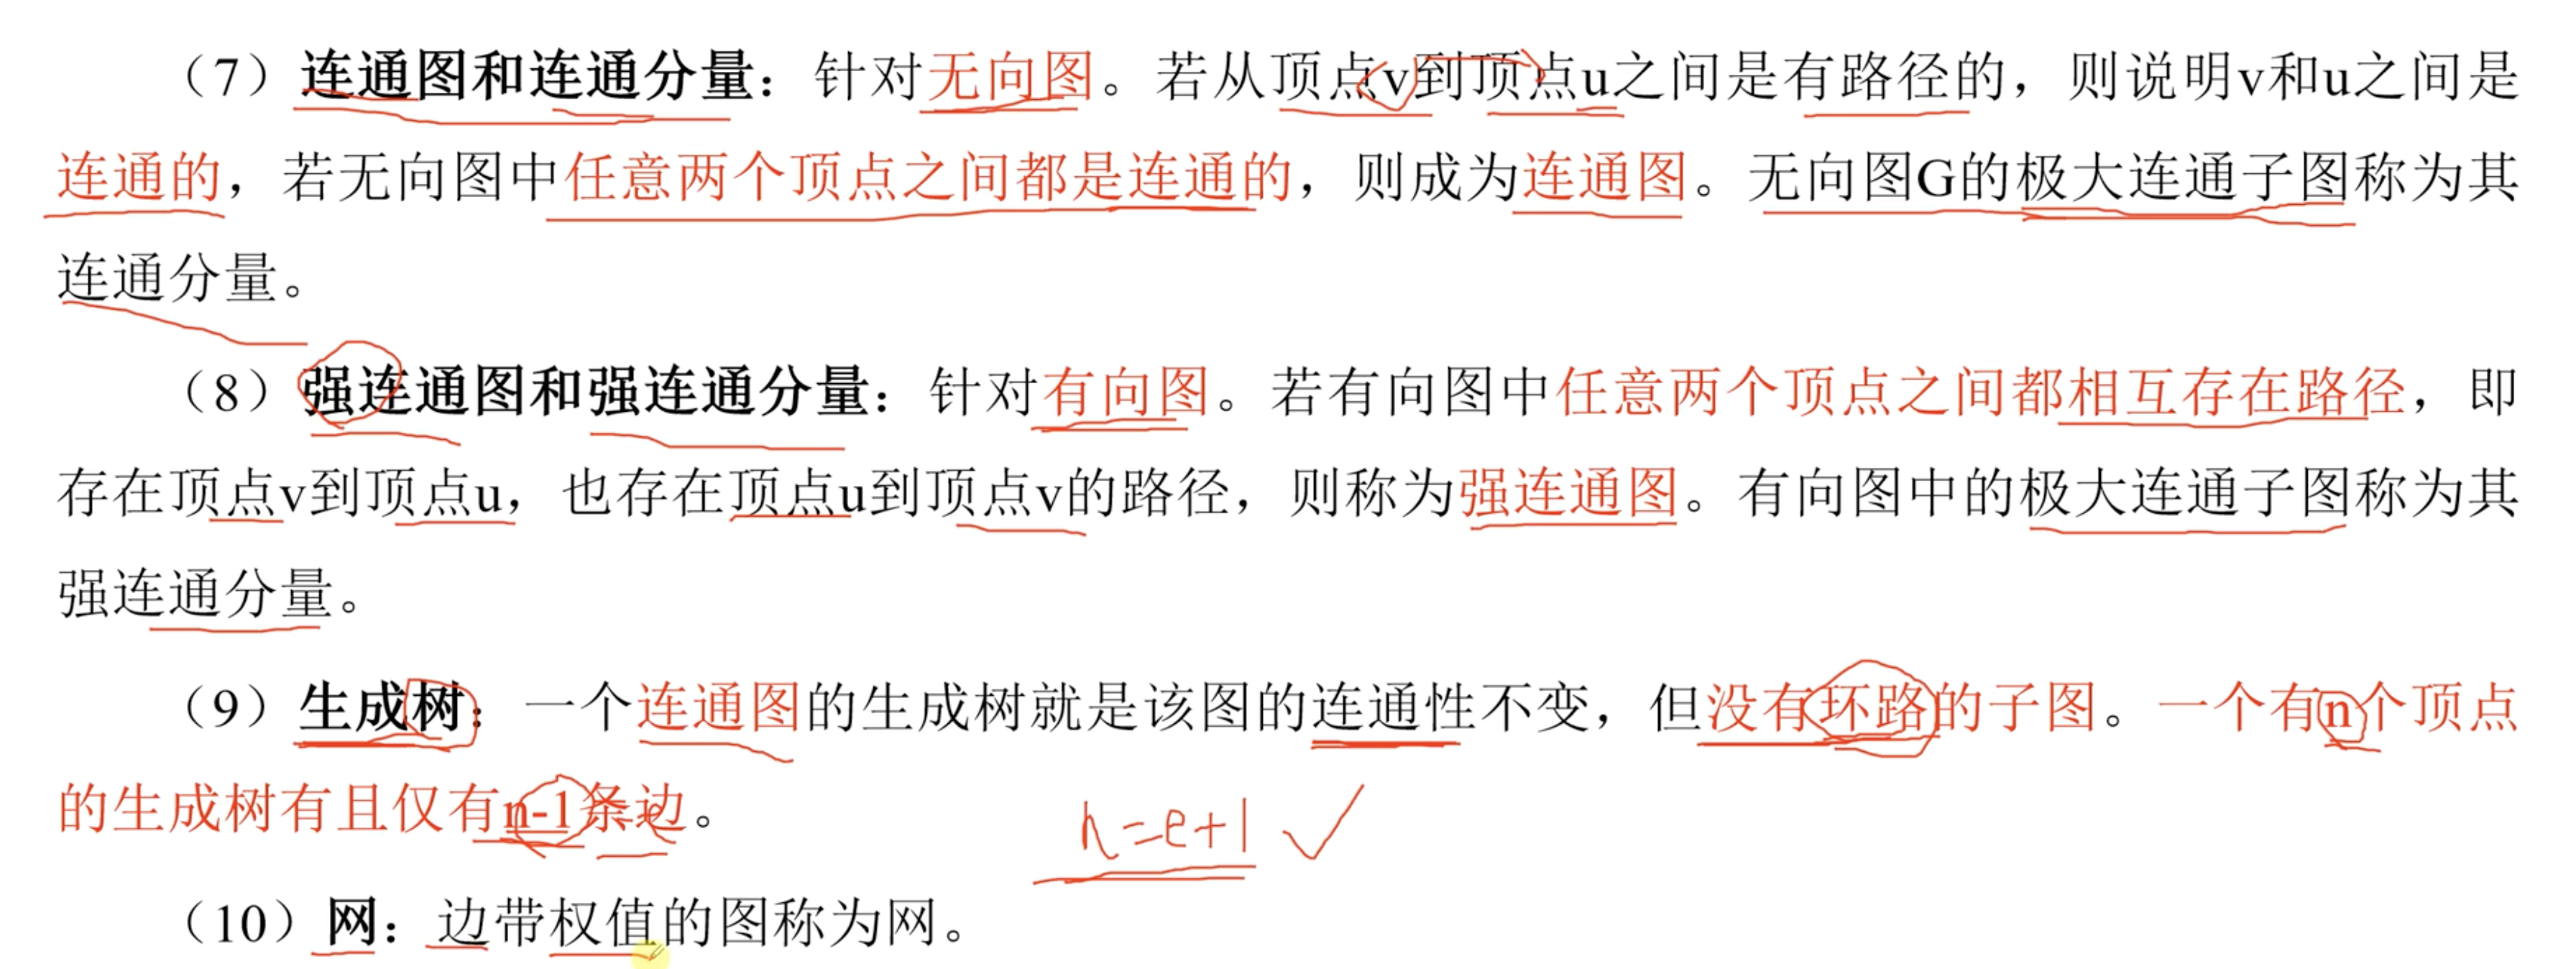 （7）连通图和连通分量：针对无向图。若从顶点v到顶点u之间是有路径的，则说明v和u之间是
连通的，若无向图中任意两个顶点之间都是连通的，则成为连通图。无向图G的极大连通子图称为其
连通分量。
（8）强连通图和强连通分量：针对有向图。若有向图中任意两个顶点之间都相互存在路径，即
存在顶点v到顶点u，也存在顶点u到顶点v的路径，则称为强连通图。有向图中的极大连通子图称为其
强连通分量。
（9）生成树：一个连通图的生成树就是该图的连通性不变，但没有环路的子图。一个有n个顶点
的生成树有且仅有n-1条边。
n=e+1
（10）网：边带权值的图称为网。